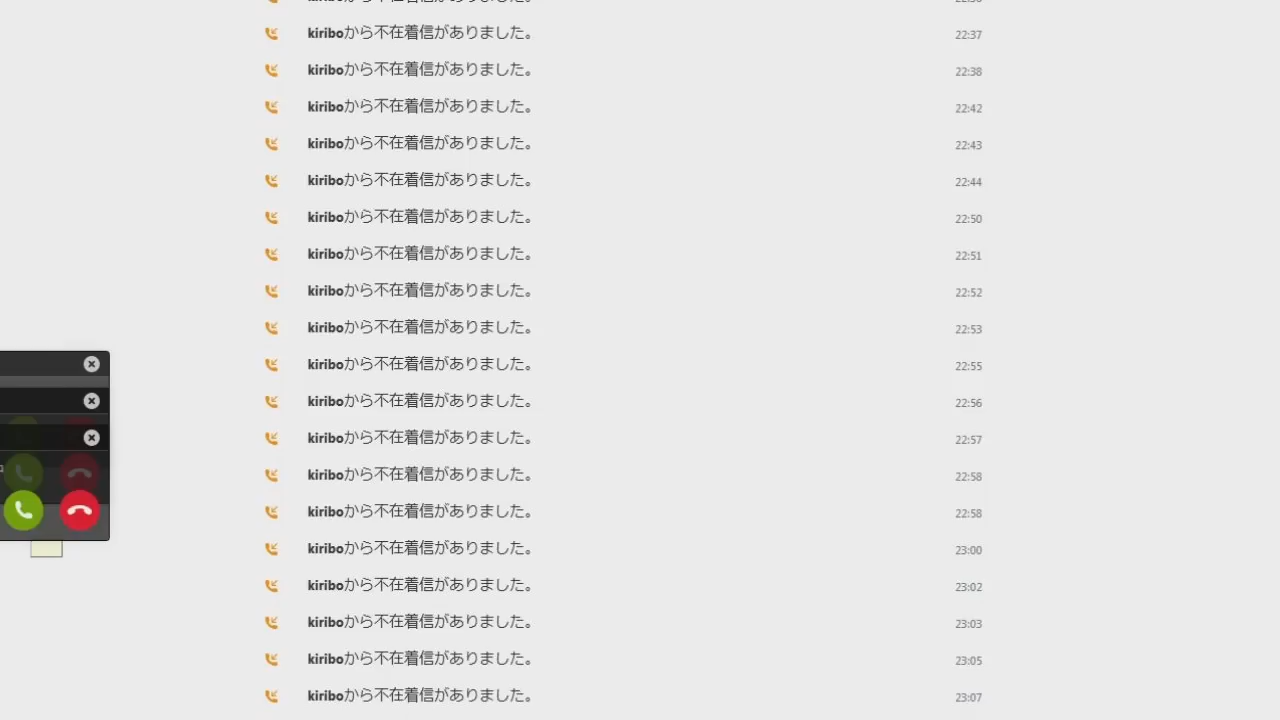 kiriboから不在着信がありました。 22:37
kiriboから不在着信がありました。 22:38
kiriboから不在着信がありました。 22:42
kiriboから不在着信がありました。 22:43
kiriboから不在着信がありました。 22:44
kiriboから不在着信がありました。 22:50
kiriboから不在着信がありました。 22:51
kiriboから不在着信がありました。 22:52
kiriboから不在着信がありました。 22:53
kiriboから不在着信がありました。 22:55
kiriboから不在着信がありました。 22:56
kiriboから不在着信がありました。 22:57
kiriboから不在着信がありました。 22:58
kiriboから不在着信がありました。 22:58
kiriboから不在着信がありました。 23:00
kiriboから不在着信がありました。 23:02
kiriboから不在着信がありました。 23:03
kiriboから不在着信がありました。 23:05
kiriboから不在着信がありました。 23:07